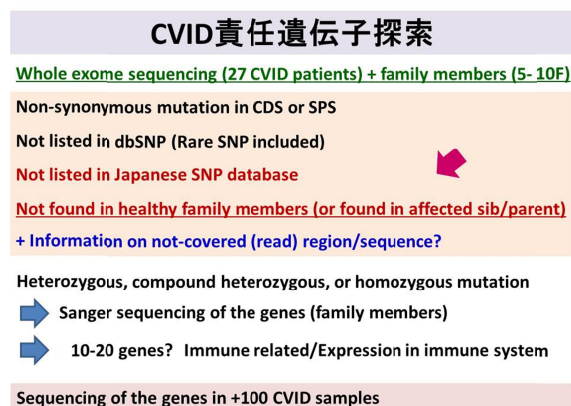 CVID責任遺伝子探索
Whole exome sequencing (27 CVID patients) + family members (5- 10F)
Non-synonymous mutation in CDS or SPS
Not listed in dbSNP (Rare SNP included)
Not listed in Japanese SNP database
Not found in healthy family members (or found in affected sib/parent)
+ Information on not-covered (read) region/sequence?
Heterozygous, compound heterozygous, or homozygous mutation
Sanger sequencing of the genes (family members)
10-20 genes? Immune related/Expression in immune system
Sequencing of the genes in +100 CVID samples